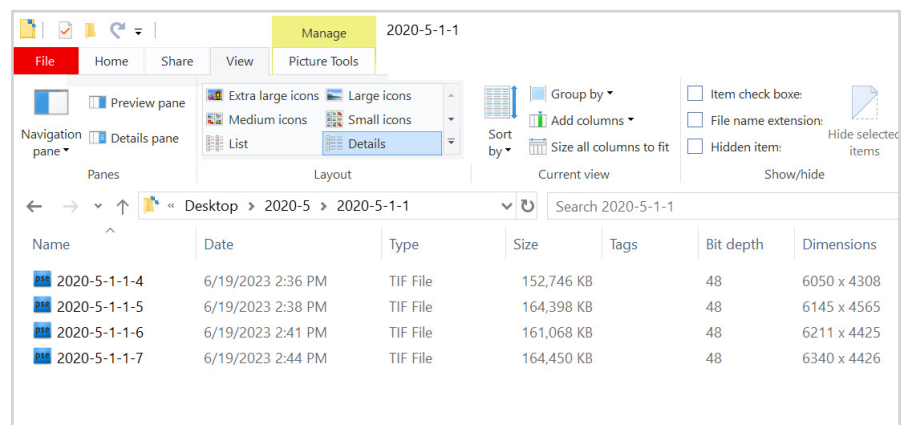 Manage 2020-5-1-1
File Home Share View Picture Tools
Extra large icons Large icons Group by Item check boxe:
Preview pane
Medium icons Small icons Add columns File name extension:
Navigation pane Details pane Sort by Hide selected items
List Details Size all columns to fit Hidden item:
Panes Layout Current view Show/hide
« Desktop > 2020-5 > 2020-5-1-1 Search 2020-5-1-1
Name Date Type Size Tags Bit depth Dimensions
pse 2020-5-1-1-4 6/19/2023 2:36 PM TIF File 152,746 KB 48 6050 x 4308
pse 2020-5-1-1-5 6/19/2023 2:38 PM TIF File 164,398 KB 48 6145 x 4565
pse 2020-5-1-1-6 6/19/2023 2:41 PM TIF File 161,068 KB 48 6211 x 4425
pse 2020-5-1-1-7 6/19/2023 2:44 PM TIF File 164,450 KB 48 6340 x 4426